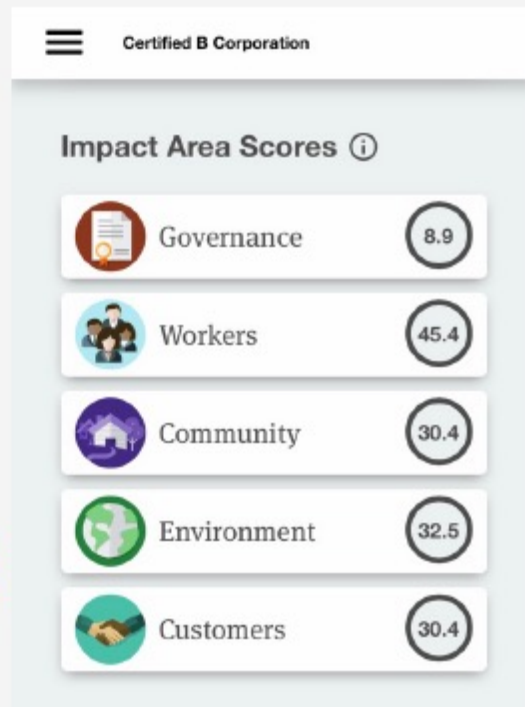 Certified B Corporation
Impact Area Scores
Governance 8.9
Workers 45.4
Community 30.4
Environment 32.5
Customers 30.4